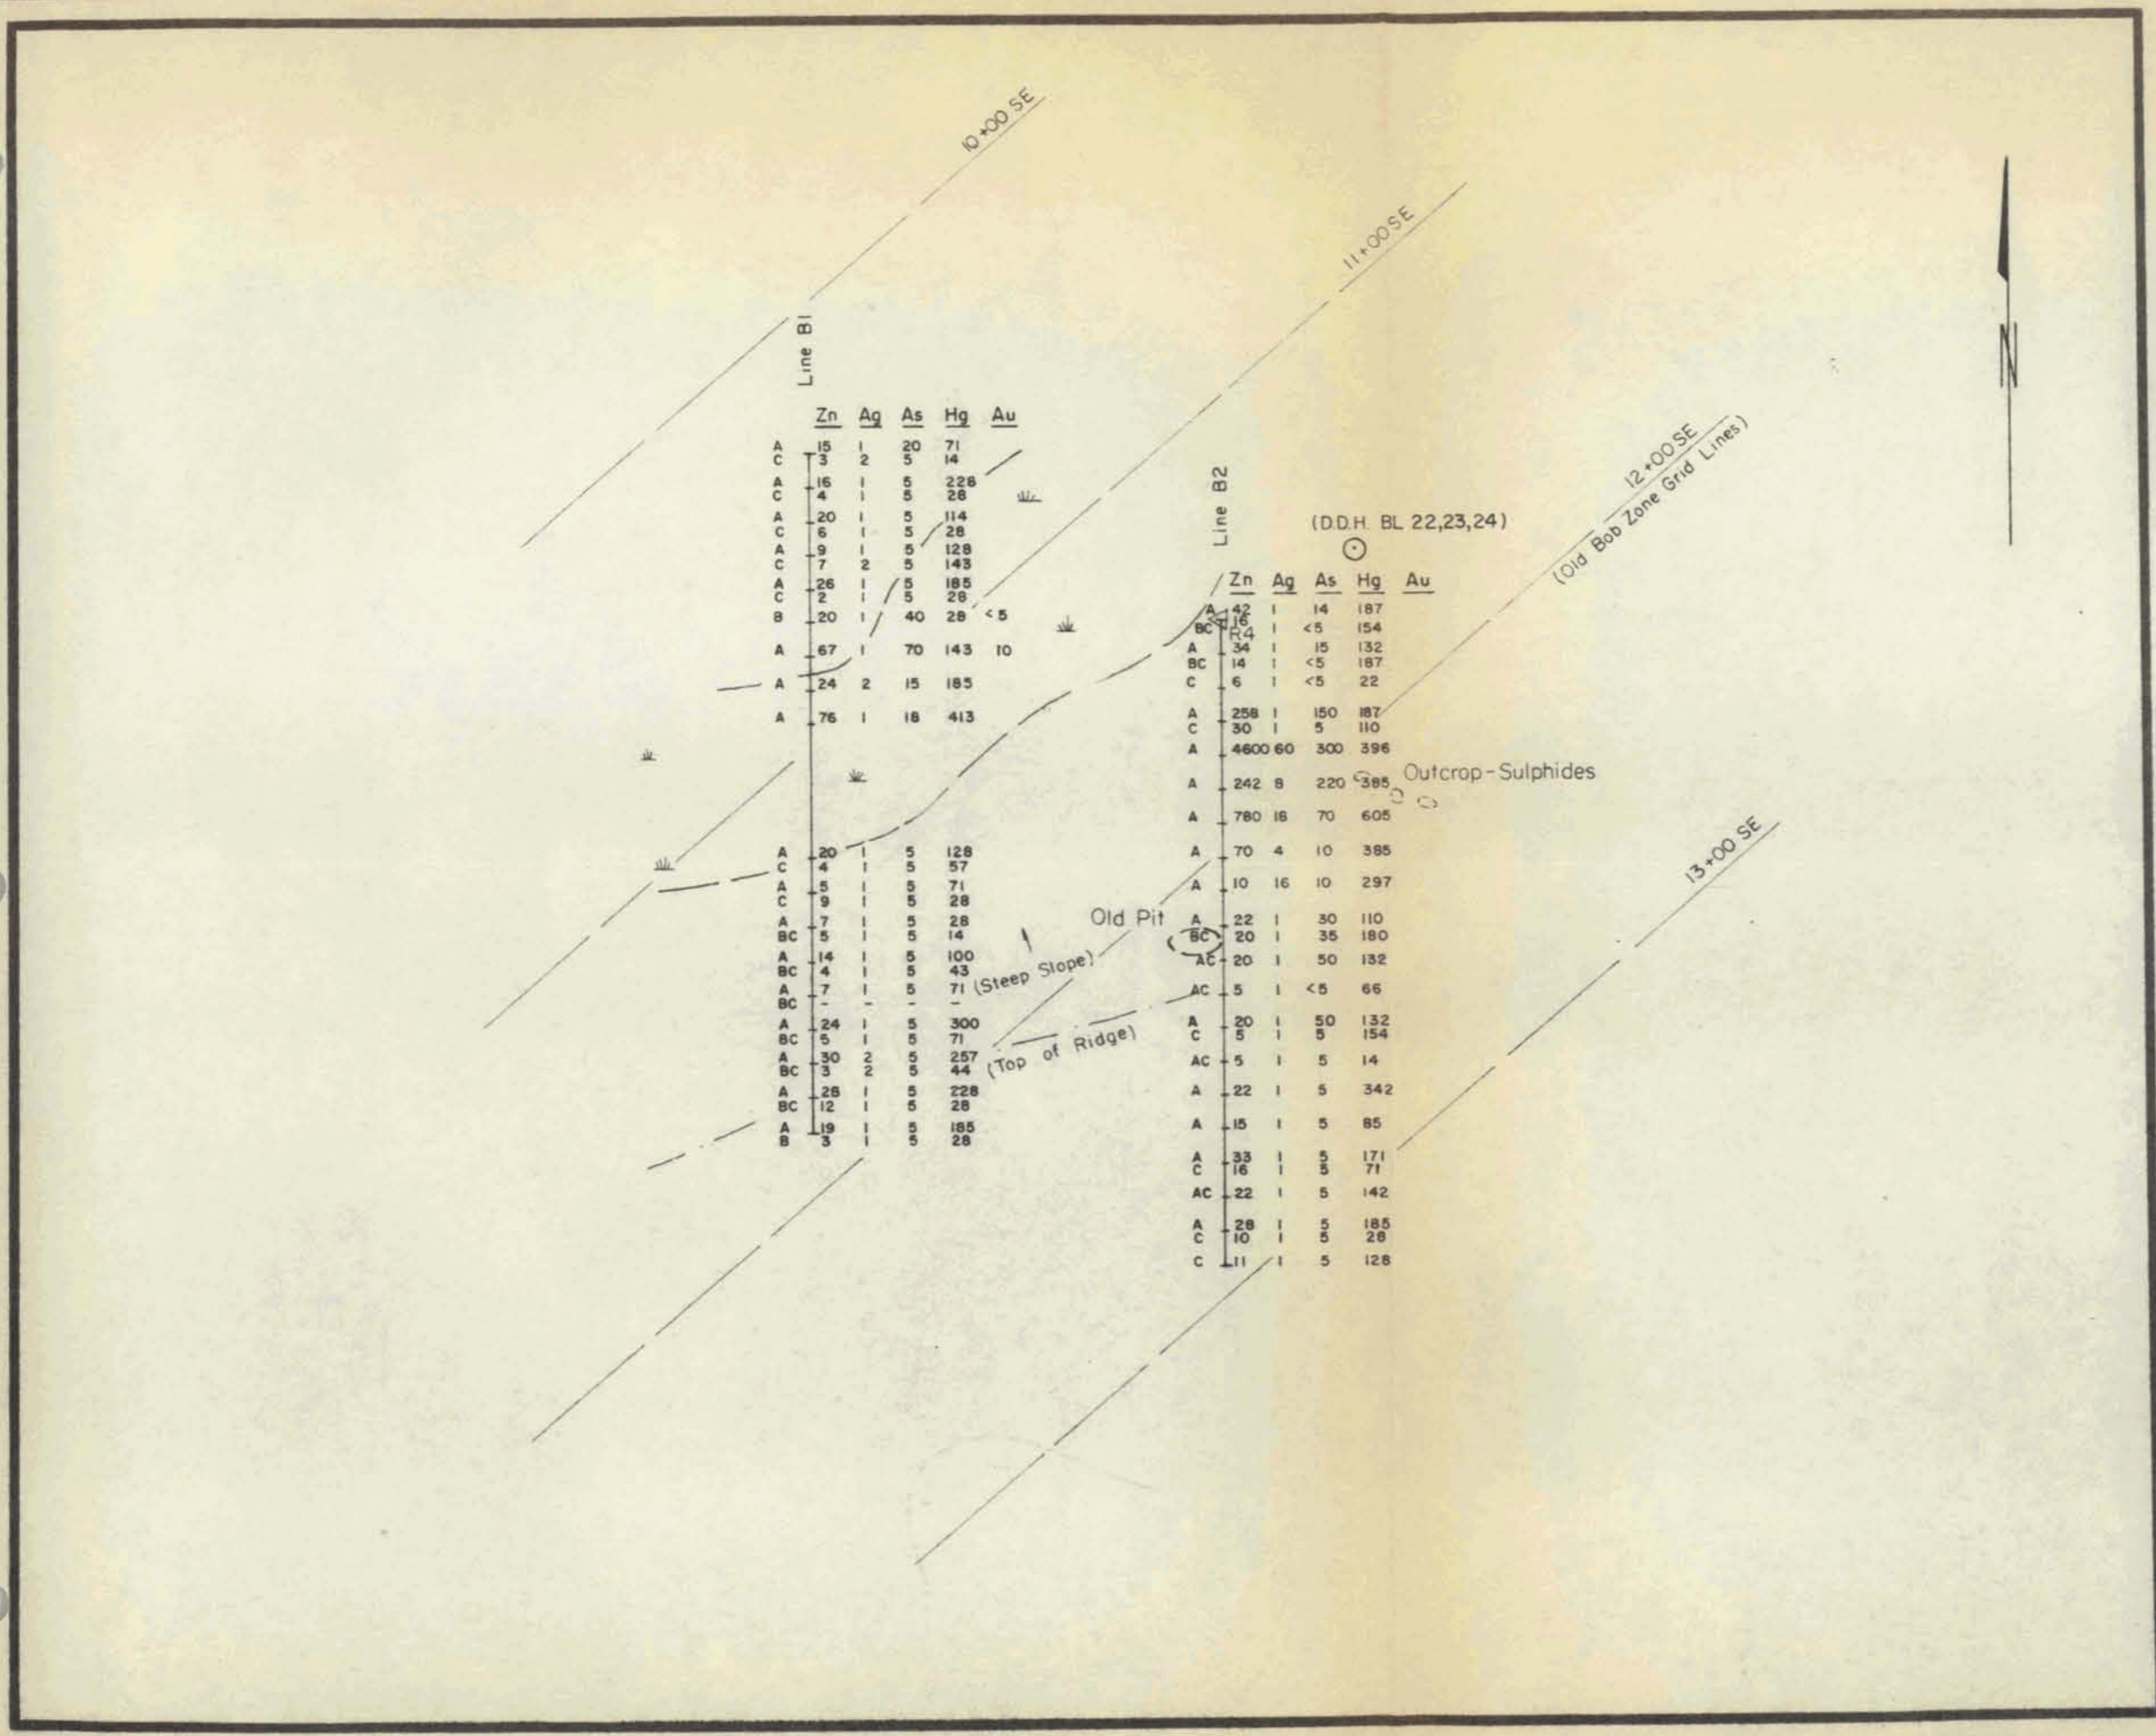 10+00 SE
11+00 SE
12+00 SE
(Old Bob Zone Grid Lines)
13+00 SE
N
Line B1
Zn Ag As Hg Au
A 15 1 20 71
C 3 2 5 14
A 16 1 5 228
C 4 1 5 28
A 20 1 5 114
C 6 1 5 28
A 9 1 5 128
C 7 2 5 143
A 26 1 5 185
C 2 1 5 28
B 20 1 40 28 <5
A 67 1 70 143 10
A 24 2 15 185
A 76 1 18 413
A 20 1 5 128
C 4 1 5 57
A 5 1 5 71
C 9 1 5 28
A 7 1 5 28
BC 5 1 5 14
A 14 1 5 100
BC 4 1 5 43
A 7 1 5 71
BC - - - -
A 24 1 5 300
BC 5 1 5 71
A 30 2 5 257
BC 3 2 5 44
A 28 1 5 228
BC 12 1 5 28
A 19 1 5 185
B 3 1 5 28
(Steep Slope)
(Top of Ridge)
Old Pit
Line B2
(D.D.H. BL 22,23,24)
Zn Ag As Hg Au
A 42 1 14 187
BC 16 1 <5 154
R4
A 34 1 15 132
BC 14 1 <5 187
C 6 1 <5 22
A 258 1 150 187
C 30 1 5 110
A 4600 60 300 396
A 242 8 220 385
Outcrop-Sulphides
A 780 18 70 605
A 70 4 10 385
A 10 16 10 297
A 22 1 30 110
BC 20 1 35 180
AC 20 1 50 132
AC 5 1 <5 66
A 20 1 50 132
C 5 1 5 154
AC 5 1 5 14
A 22 1 5 342
A 15 1 5 85
A 33 1 5 171
C 16 1 5 71
AC 22 1 5 142
A 28 1 5 185
C 10 1 5 28
C 11 1 5 128